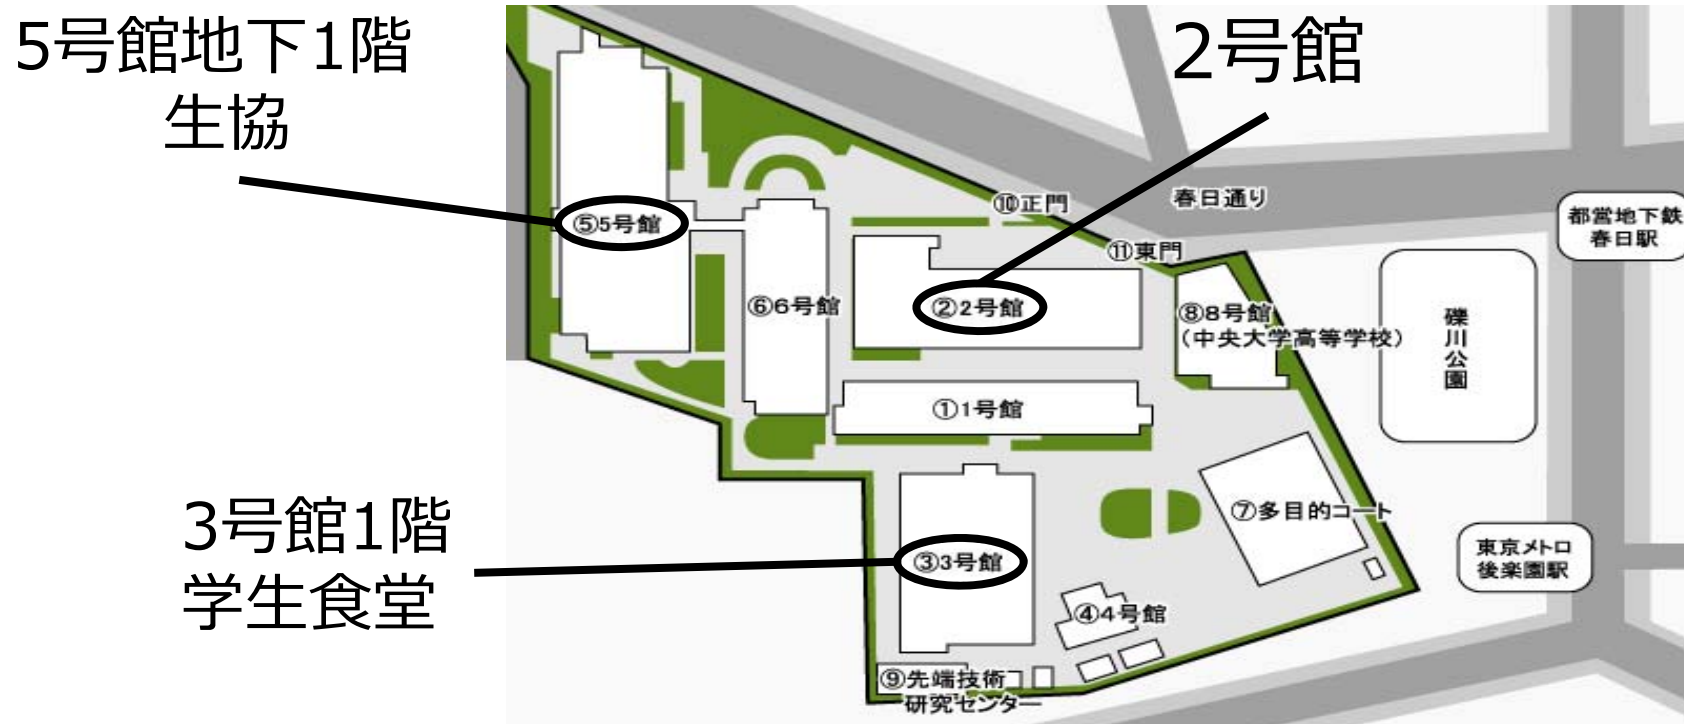 5号館地下1階
生協
2号館
⑩正門
春日通り
都営地下鉄
春日駅
⑤5号館
⑪東門
⑥6号館
②2号館
⑧8号館
(中央大学高等学校)
礫川公園
①1号館
3号館1階
学生食堂
⑦多目的コート
③3号館
東京メトロ
後楽園駅
④4号館
⑨先端技術
研究センター